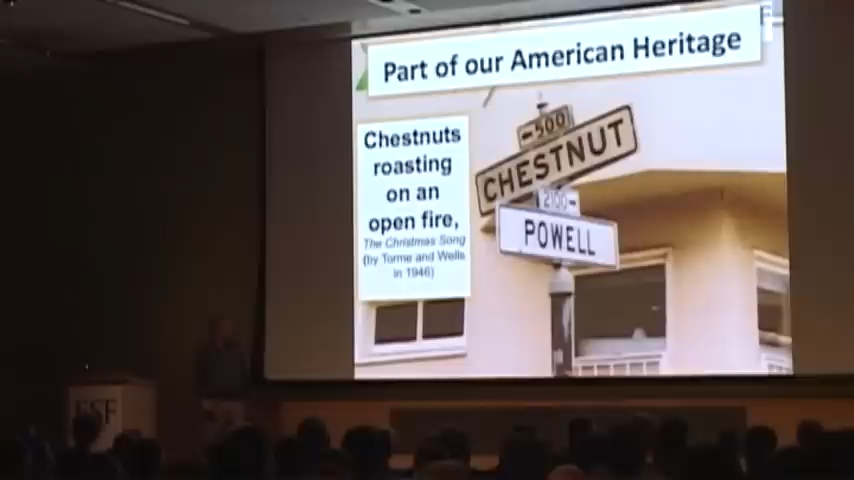 Part of our American Heritage
Chestnuts
roasting
on an
open fire,
The Christmas Song
(by Torme and Wells
in 1946)
500
CHESTNUT
2100
POWELL
ESF